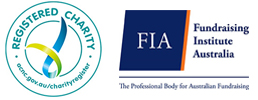 REGISTERED CHARITY
acnc.gov.au/charityregister
FIA
Fundraising
Institute
Australia
The Professional Body for Australian Fundraising